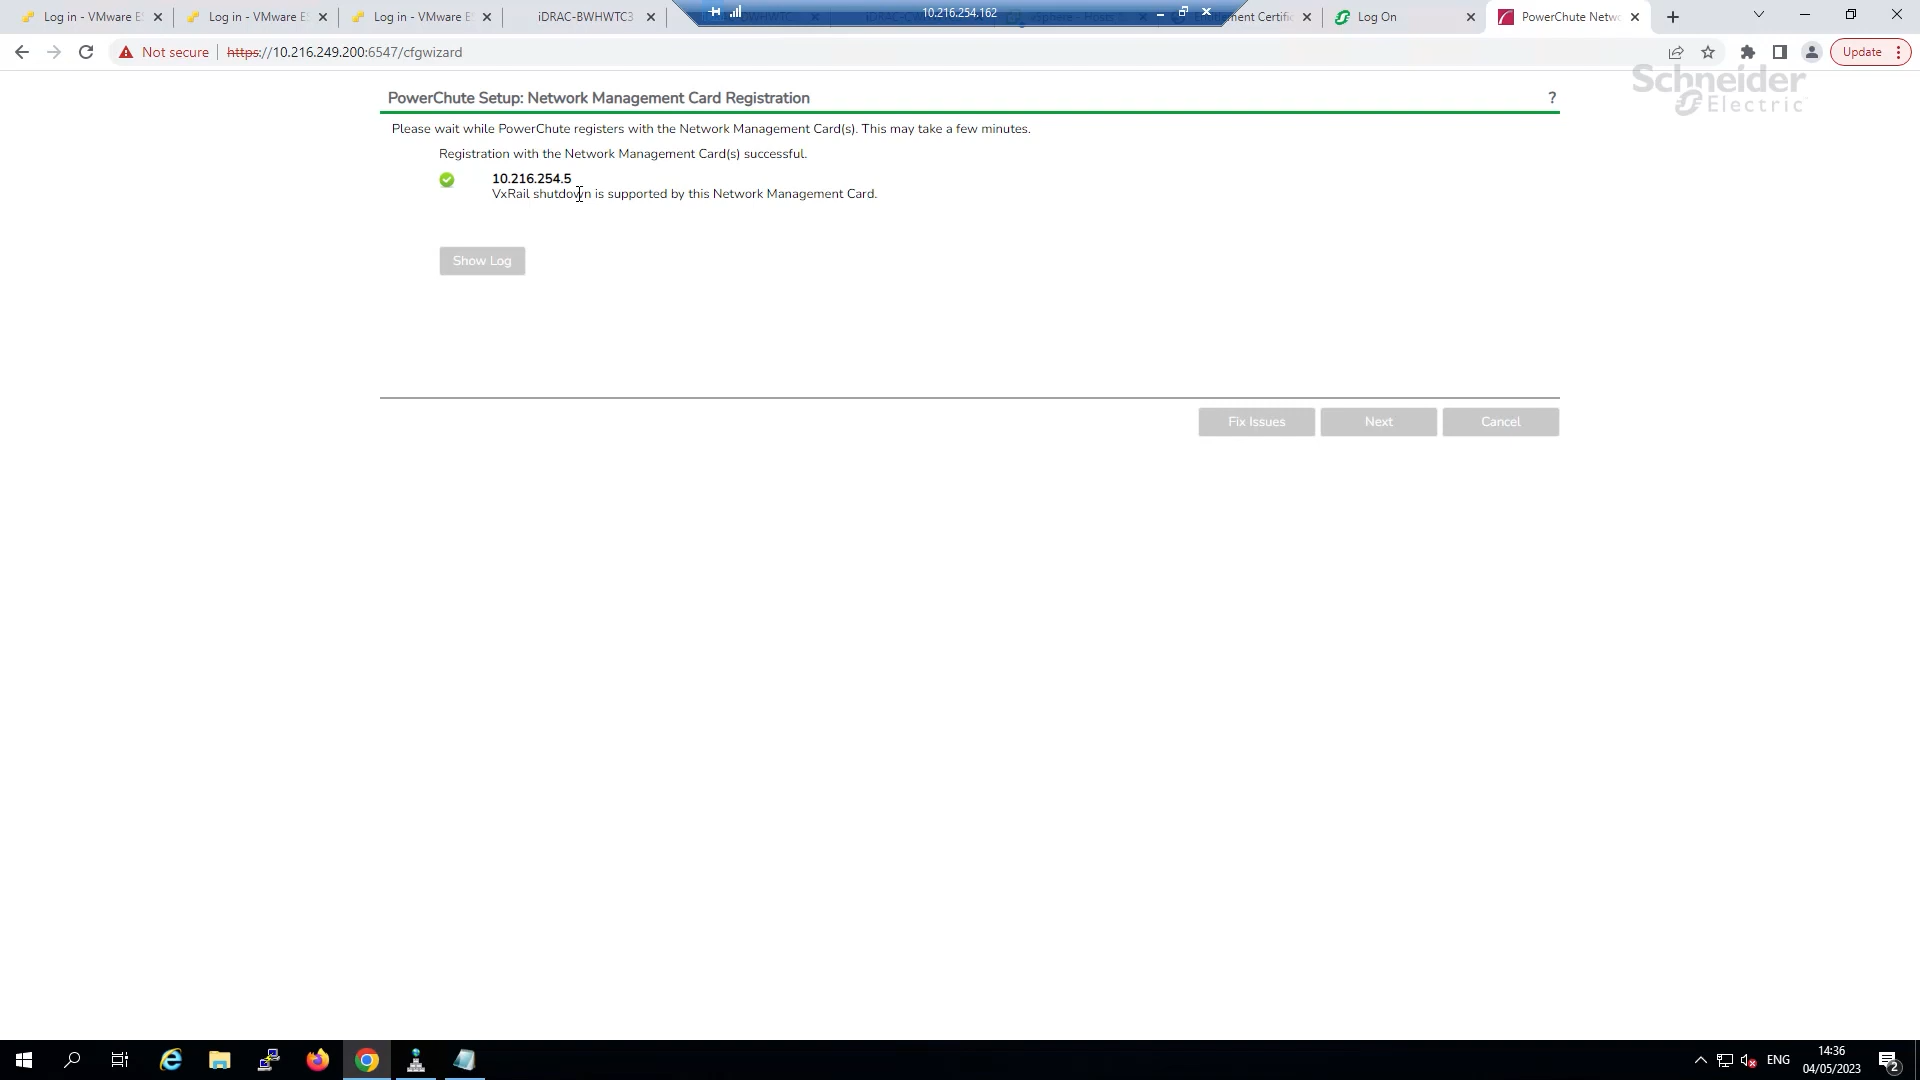 Log in - VMware ES
Log in - VMware ES
Log in - VMware ES
iDRAC-BWHWTC3
10.216.254.162
Log On
PowerChute Netw
Not secure
https://10.216.249.200:6547/cfgwizard
Update
Schneider
Electric
PowerChute Setup: Network Management Card Registration
?
Please wait while PowerChute registers with the Network Management Card(s). This may take a few minutes.
Registration with the Network Management Card(s) successful.
10.216.254.5
VxRail shutdown is supported by this Network Management Card.
Show Log
Fix Issues
Next
Cancel
ENG
14:36
04/05/2023
2